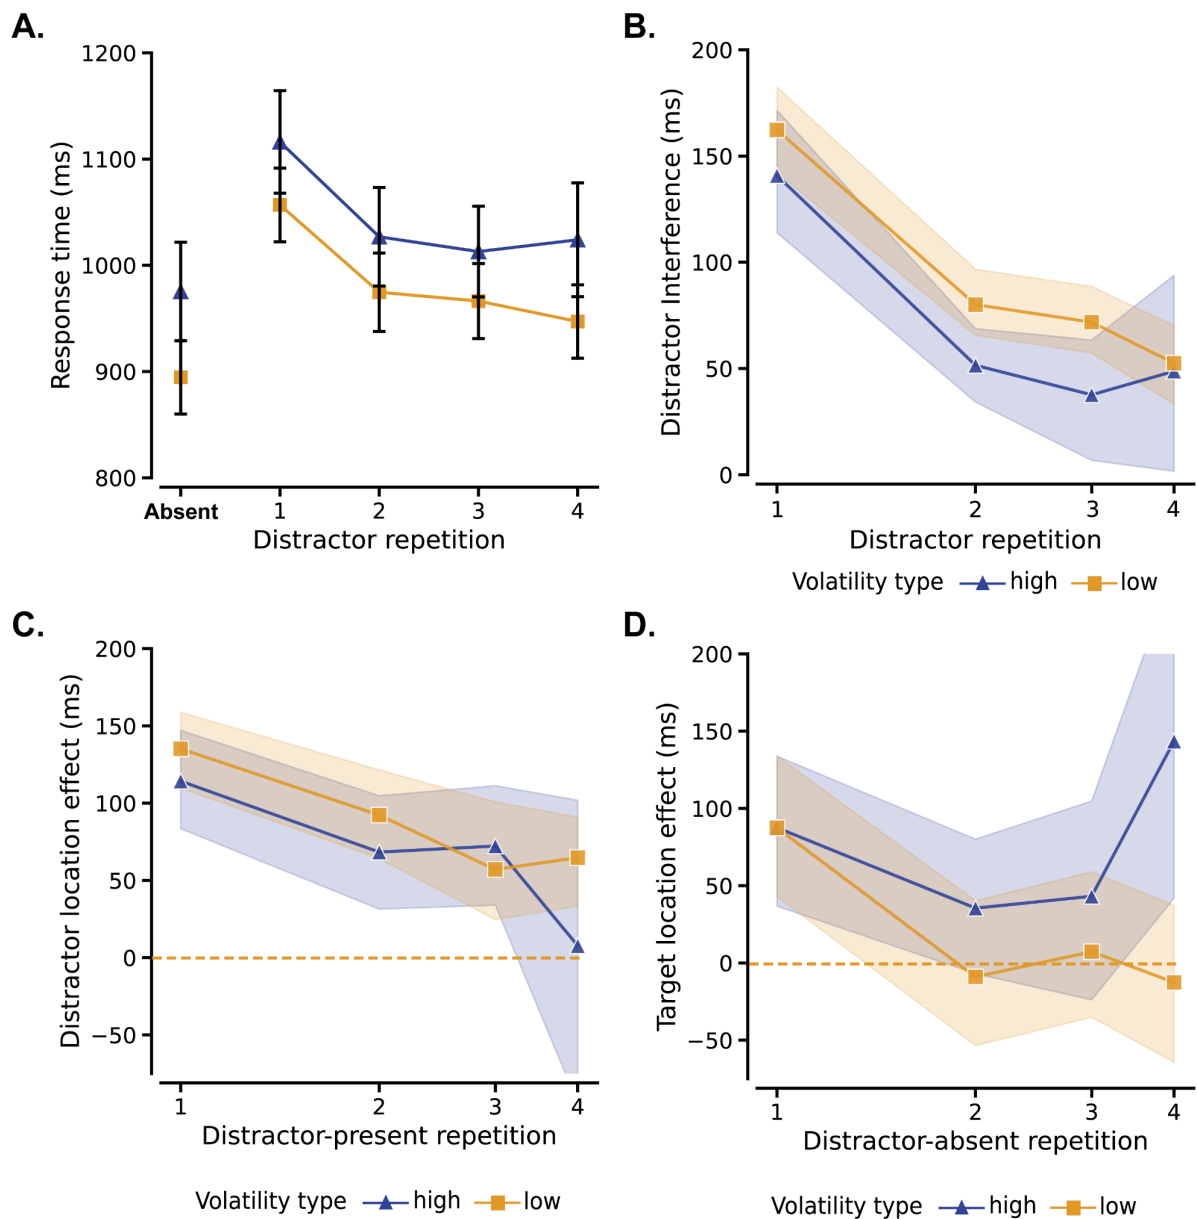 A.
1200
1100
1000
900
800
Response time (ms)
Absent 1 2 3 4
Distractor repetition
B.
200
150
100
50
0
Distractor Interference (ms)
1 2 3 4
Distractor repetition
Volatility type high low
C.
200
150
100
50
0
−50
Distractor location effect (ms)
1 2 3 4
Distractor-present repetition
Volatility type high low
D.
200
150
100
50
0
−50
Target location effect (ms)
1 2 3 4
Distractor-absent repetition
Volatility type high low